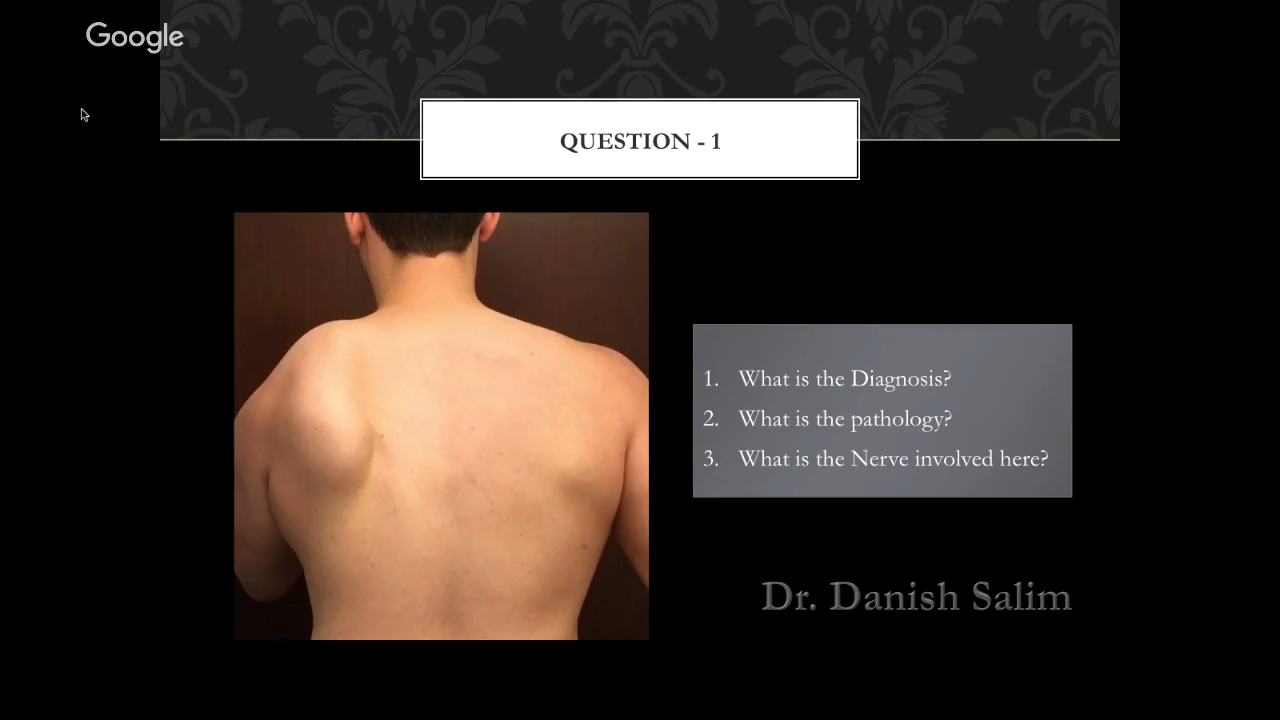 Google
QUESTION - 1
1. What is the Diagnosis?
2. What is the pathology?
3. What is the Nerve involved here?
Dr. Danish Salim